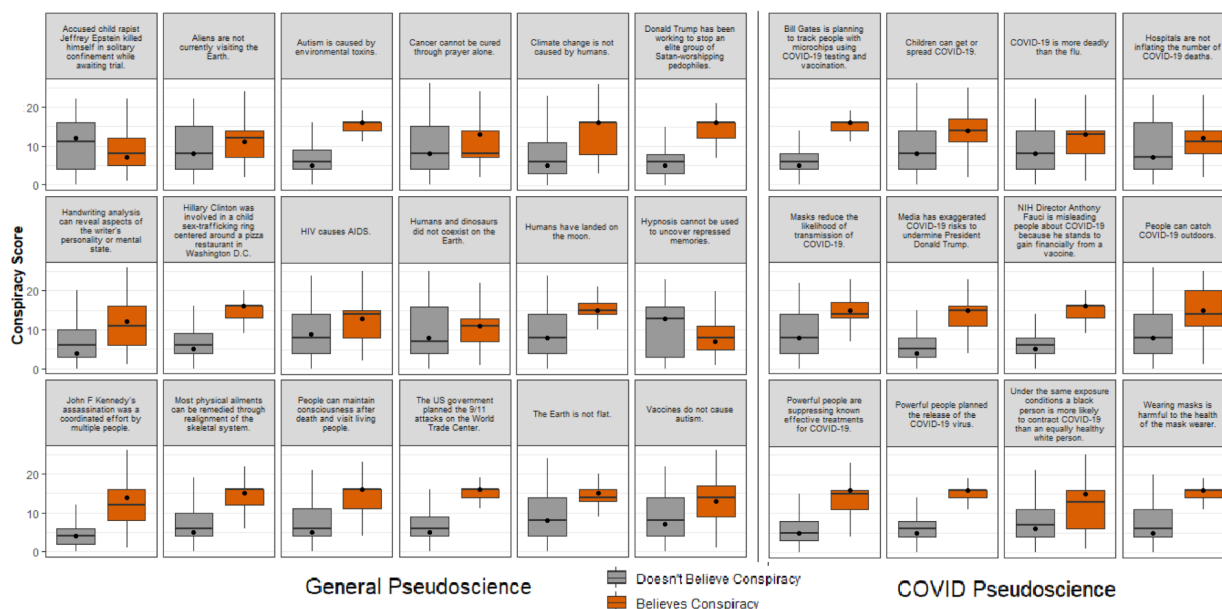 Accused child rapist
Jeffrey Epstein killed
himself in solitary
confinement while
awaiting trial.
Aliens are
not currently visiting the
Earth.
Autism is caused by
environmental toxins.
Cancer cannot be cured
through prayer alone.
Climate change is not
caused by humans.
Donald Trump has been
working to stop an
elite group of
Satan-worshipping
pedophiles.
Bill Gates is planning
to track people with
microchips using
COVID-19 testing and
vaccination.
Children can get or
spread COVID-19.
COVID-19 is more deadly
than the flu.
Hospitals are not
inflating the number of
COVID-19 deaths.
20
10
0
Handwriting analysis
can reveal aspects of
the writer's
personality or mental
state.
Hillary Clinton was
involved in a child
sex-trafficking ring
centered around a pizza
restaurant in
Washington D.C.
HIV causes AIDS.
Humans and dinosaurs
did not coexist on the
Earth.
Humans have landed on
the moon.
Hypnosis cannot be used
to uncover repressed
memories.
Masks reduce the
likelihood of
transmission of
COVID-19.
Media has exaggerated
COVID-19 risks to
undermine President
Donald Trump.
NIH Director Anthony
Fauci is misleading
people about COVID-19
because he stands to
gain financially from a
vaccine.
People can catch
COVID-19 outdoors.
Conspiracy Score
20
10
0
John F Kennedy's
assassination was a
coordinated effort by
multiple people.
Most physical ailments
can be remedied through
realignment of the
skeletal system.
People can maintain
consciousness after
death and visit living
people.
The US government
planned the 9/11
attacks on the World
Trade Center.
The Earth is not flat.
Vaccines do not cause
autism.
Powerful people are
suppressing known
effective treatments
for COVID-19.
Powerful people planned
the release of the
COVID-19 virus.
Under the same exposure
conditions a black
person is more likely
to contract COVID-19
than an equally healthy
white person.
Wearing masks is
harmful to the health
of the mask wearer.
20
10
0
General Pseudoscience
Doesn't Believe Conspiracy
Believes Conspiracy
COVID Pseudoscience